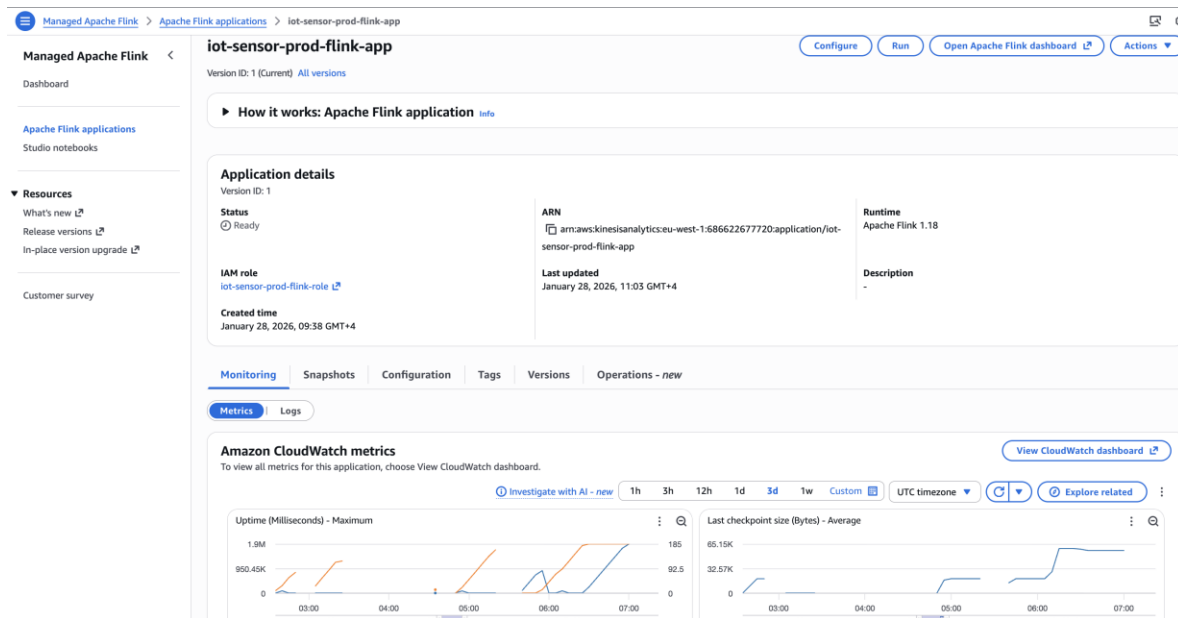 Managed Apache Flink > Apache Flink applications > iot-sensor-prod-flink-app
Managed Apache Flink
Dashboard
Apache Flink applications
Studio notebooks
Resources
What's new
Release versions
In-place version upgrade
Customer survey
iot-sensor-prod-flink-app
Configure
Run
Open Apache Flink dashboard
Actions
Version ID: 1 (Current) All versions
How it works: Apache Flink application Info
Application details
Version ID: 1
Status
Ready
ARN
arn:aws:kinesisanalytics:eu-west-1:686622677720:application/iot-
sensor-prod-flink-app
Runtime
Apache Flink 1.18
IAM role
iot-sensor-prod-flink-role
Last updated
January 28, 2026, 11:03 GMT+4
Description
-
Created time
January 28, 2026, 09:38 GMT+4
Monitoring
Snapshots
Configuration
Tags
Versions
Operations - new
Metrics
Logs
Amazon CloudWatch metrics
View CloudWatch dashboard
To view all metrics for this application, choose View CloudWatch dashboard.
Investigate with AI - new
1h 3h 12h 1d 3d 1w Custom
UTC timezone
Explore related
Uptime (Milliseconds) - Maximum
1.9M
950.45K
0
185
92.5
0
03:00 04:00 05:00 06:00 07:00
Last checkpoint size (Bytes) - Average
65.15K
32.57K
0
03:00 04:00 05:00 06:00 07:00